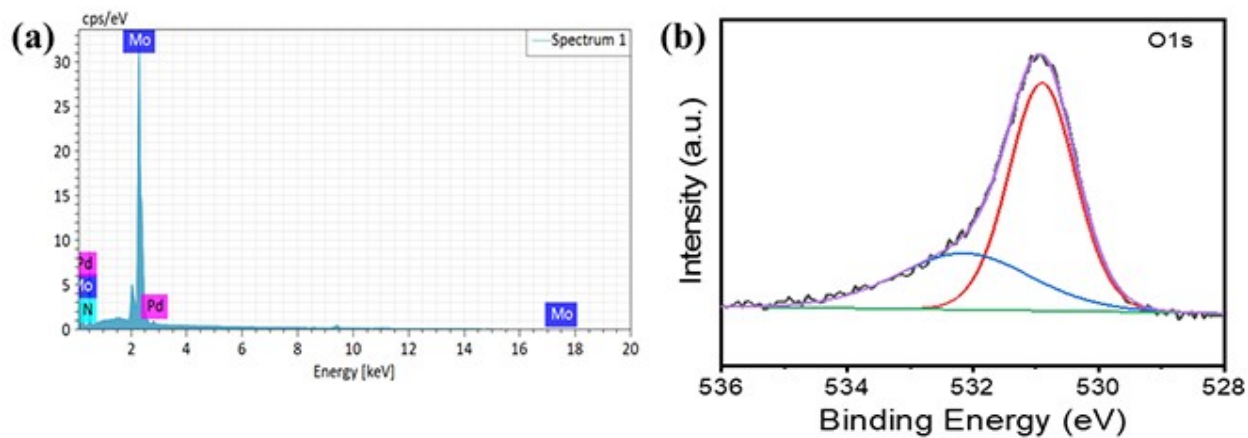 (a)
cps/eV
Mo
Spectrum 1
30
25
20
15
10
5
0
Pd
Mo
N
Pd
Mo
2 4 6 8 10 12 14 16 18 20
Energy [keV]
(b)
O1s
Intensity (a.u.)
536 534 532 530 528
Binding Energy (eV)